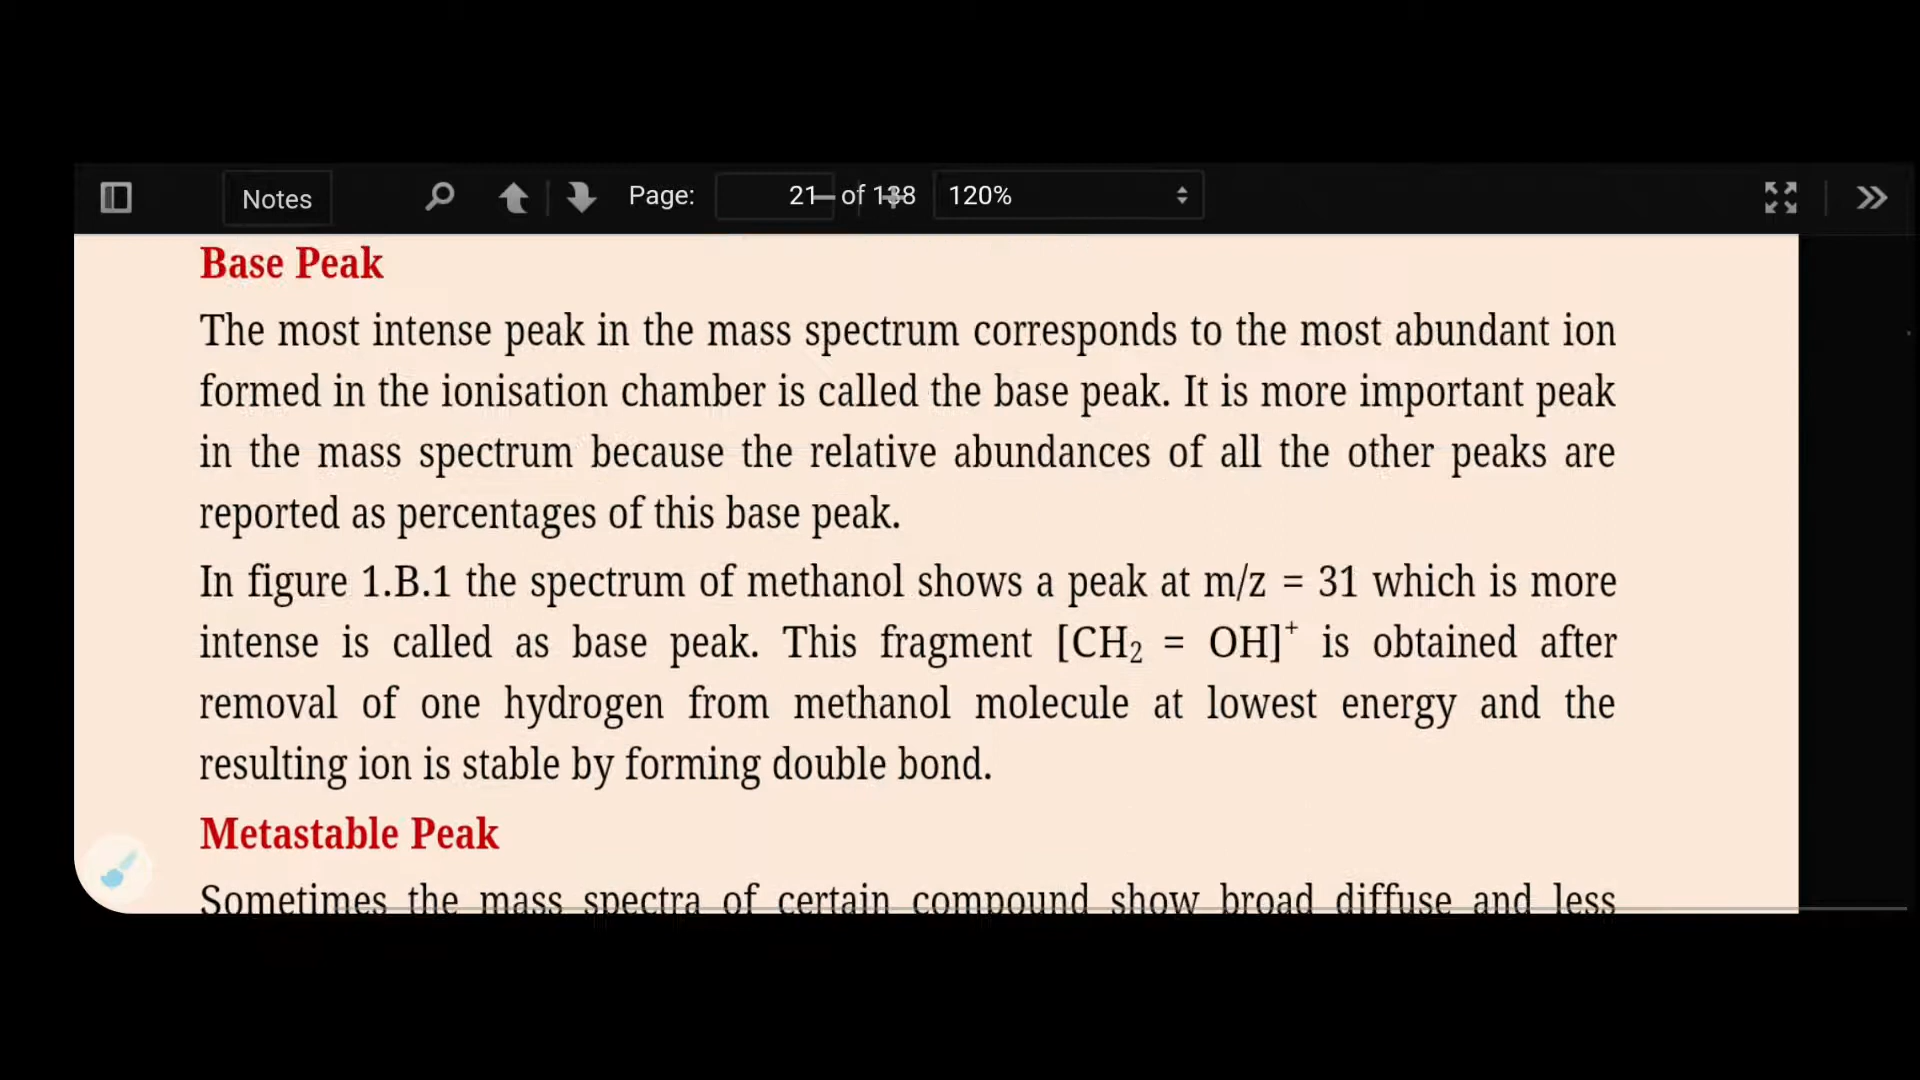 Notes
Page: 21 of 138 120%
Base Peak
The most intense peak in the mass spectrum corresponds to the most abundant ion
formed in the ionisation chamber is called the base peak. It is more important peak
in the mass spectrum because the relative abundances of all the other peaks are
reported as percentages of this base peak.
In figure 1.B.1 the spectrum of methanol shows a peak at m/z = 31 which is more
intense is called as base peak. This fragment [CH₂ = OH]⁺ is obtained after
removal of one hydrogen from methanol molecule at lowest energy and the
resulting ion is stable by forming double bond.
Metastable Peak
Sometimes the mass spectra of certain compound show broad diffuse and less